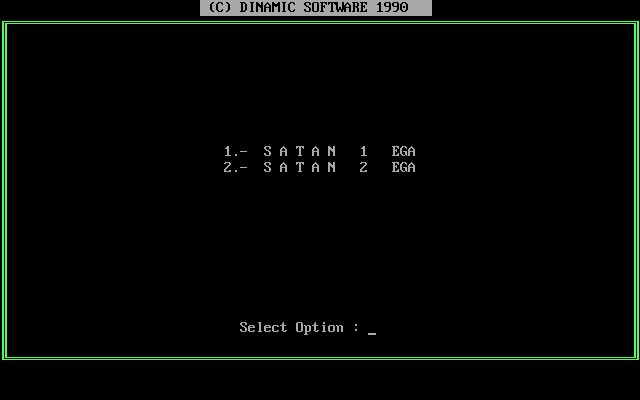 (C) DINAMIC SOFTWARE 1990
1.- S A T A N 1 EGA
2.- S A T A N 2 EGA
Select Option : _